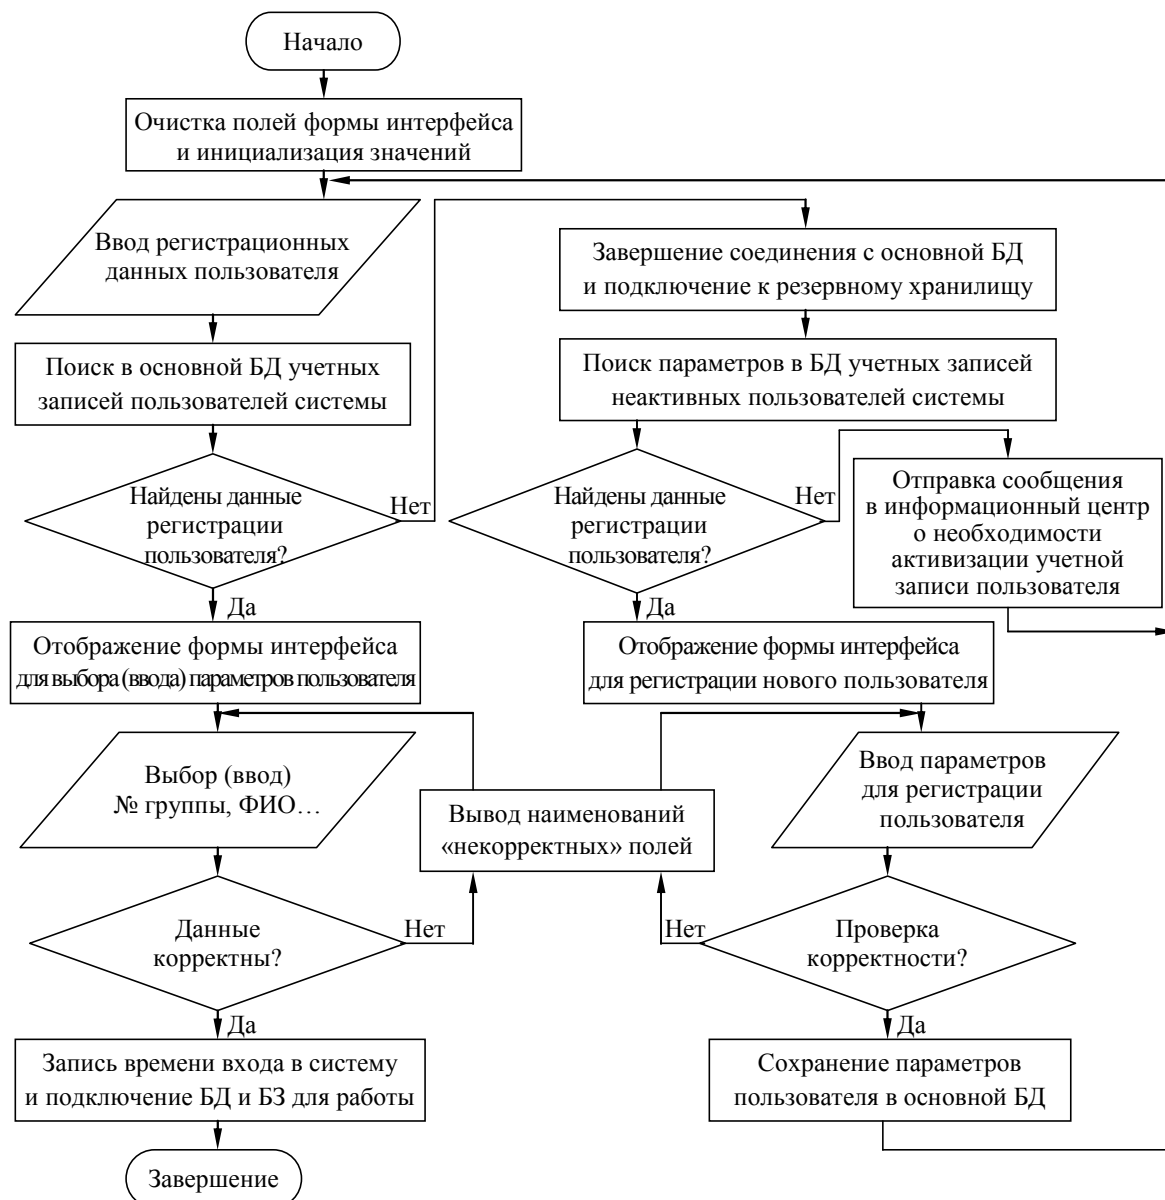 Начало
Очистка полей формы интерфейса
и инициализация значений
Ввод регистрационных
данных пользователя
Завершение соединения с основной БД
и подключение к резервному хранилищу
Поиск в основной БД учетных
записей пользователей системы
Поиск параметров в БД учетных записей
неактивных пользователей системы
Найдены данные
регистрации
пользователя?
Нет
Найдены данные
регистрации
пользователя?
Нет
Отправка сообщения
в информационный центр
о необходимости
активизации учетной
записи пользователя
Да
Да
Отображение формы интерфейса
для выбора (ввода) параметров пользователя
Отображение формы интерфейса
для регистрации нового пользователя
Выбор (ввод)
№ группы, ФИО…
Вывод наименований
«некорректных» полей
Ввод параметров
для регистрации
пользователя
Данные
корректны?
Нет
Нет
Проверка
корректности?
Да
Да
Запись времени входа в систему
и подключение БД и БЗ для работы
Сохранение параметров
пользователя в основной БД
Завершение